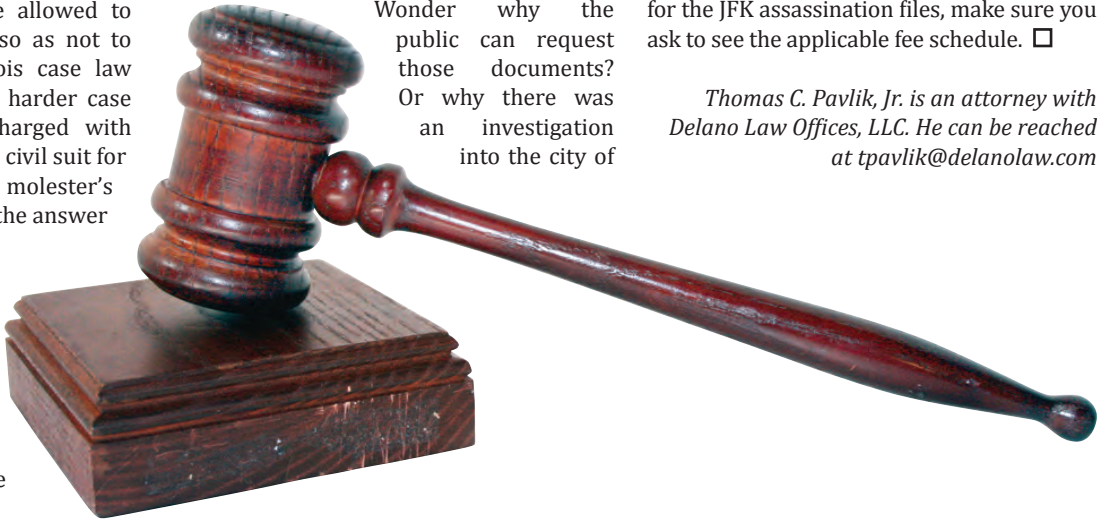 e allowed to
so as not to
ois case law
harder case
harged with
civil suit for
molester's
the answer
e
Wonder why the
public can request
those documents?
Or why there was
an investigation
into the city of
for the JFK assassination files, make sure you
ask to see the applicable fee schedule. ☐
Thomas C. Pavlik, Jr. is an attorney with
Delano Law Offices, LLC. He can be reached
at tpavlik@delanolaw.com